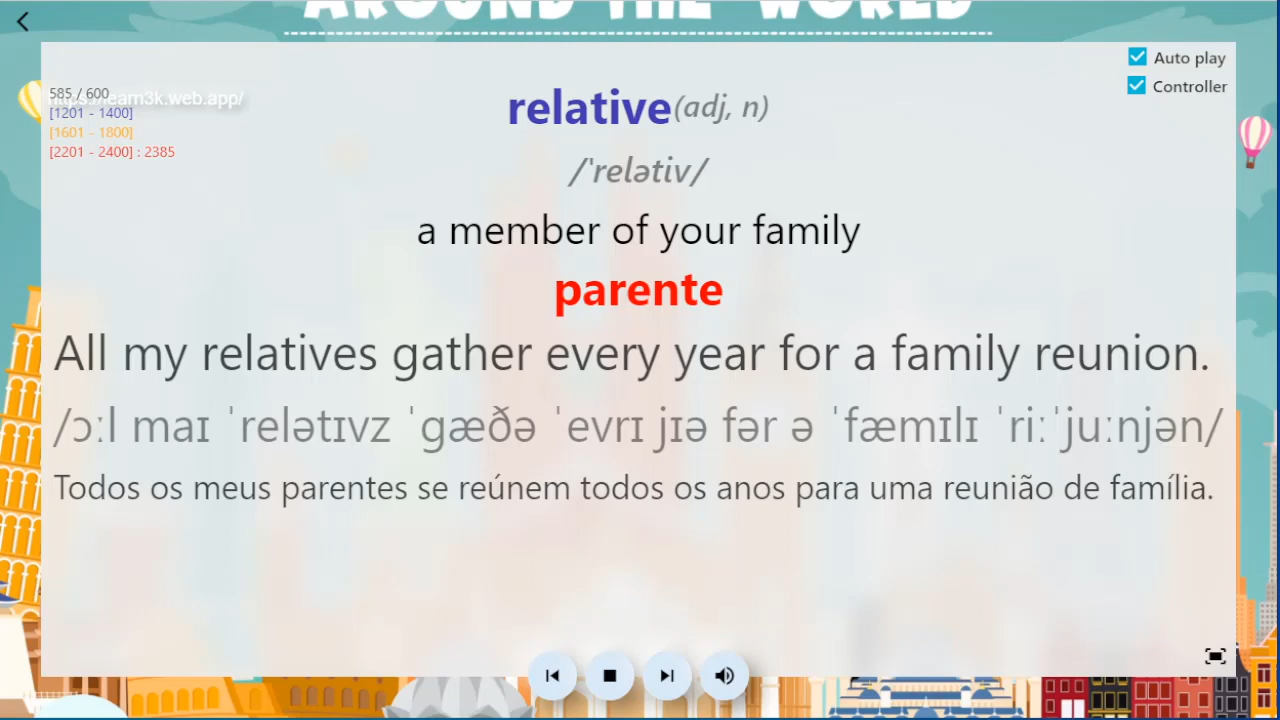 AROUND THE WORLD
Auto play
Controller
585 / 600
https://learn3k.web.app/
[1201 - 1400]
[1601 - 1800]
[2201 - 2400] : 2385
relative(adj, n)
/ˈrelətiv/
a member of your family
parente
All my relatives gather every year for a family reunion.
/ɔːl maɪ ˈrelətɪvz ˈgæðə ˈevrɪ jɪə fər ə ˈfæmɪlɪ ˈriːˈjuːnjən/
Todos os meus parentes se reúnem todos os anos para uma reunião de família.